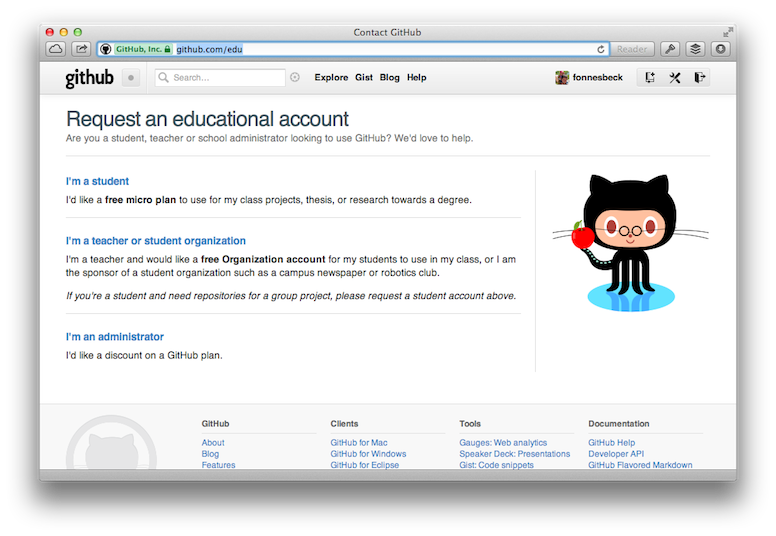 Contact GitHub
GitHub, Inc. github.com/edu
Reader
github
Search...
Explore Gist Blog Help
fonnesbeck
Request an educational account
Are you a student, teacher or school administrator looking to use GitHub? We'd love to help.
I'm a student
I'd like a free micro plan to use for my class projects, thesis, or research towards a degree.
I'm a teacher or student organization
I'm a teacher and would like a free Organization account for my students to use in my class, or I am
the sponsor of a student organization such as a campus newspaper or robotics club.
If you're a student and need repositories for a group project, please request a student account above.
I'm an administrator
I'd like a discount on a GitHub plan.
GitHub
About
Blog
Features
Clients
GitHub for Mac
GitHub for Windows
GitHub for Eclipse
Tools
Gauges: Web analytics
Speaker Deck: Presentations
Gist: Code snippets
Documentation
GitHub Help
Developer API
GitHub Flavored Markdown